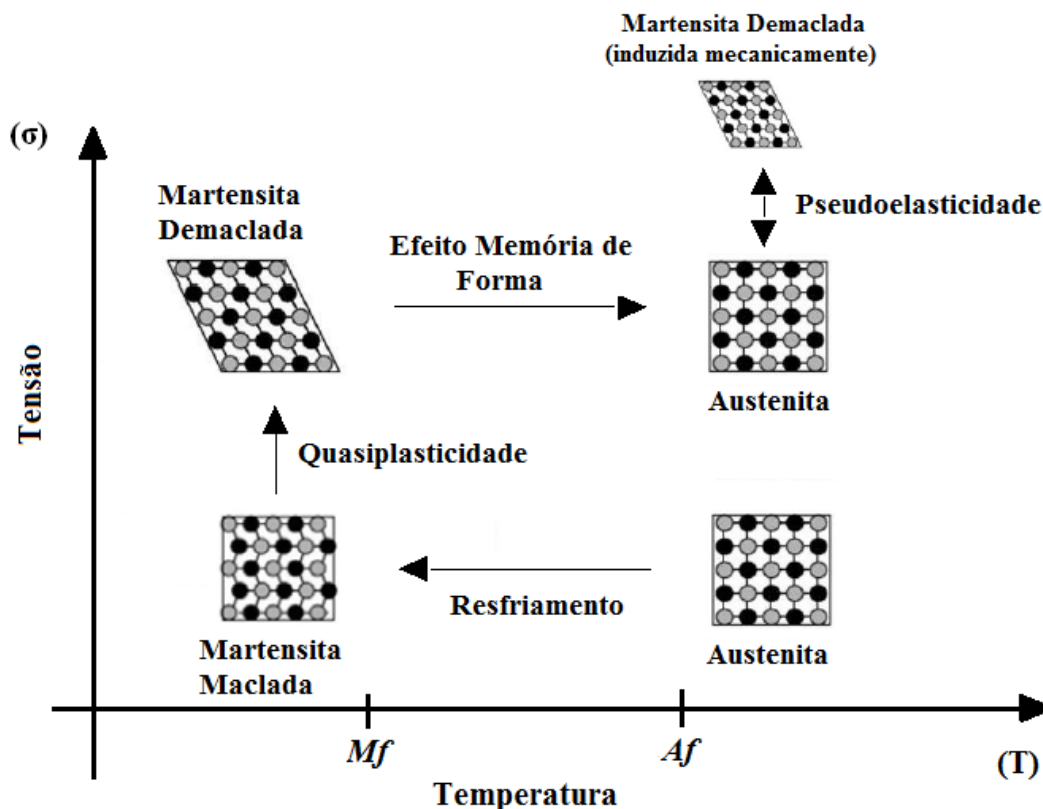 Martensita Demaclada
(induzida mecanicamente)
(σ)
Martensita
Demaclada
Pseudoelasticidade
Efeito Memória de
Forma
Tensão
Austenita
Quasiplasticidade
Resfriamento
Martensita
Maclada
Austenita
Mf
Af
(T)
Temperatura